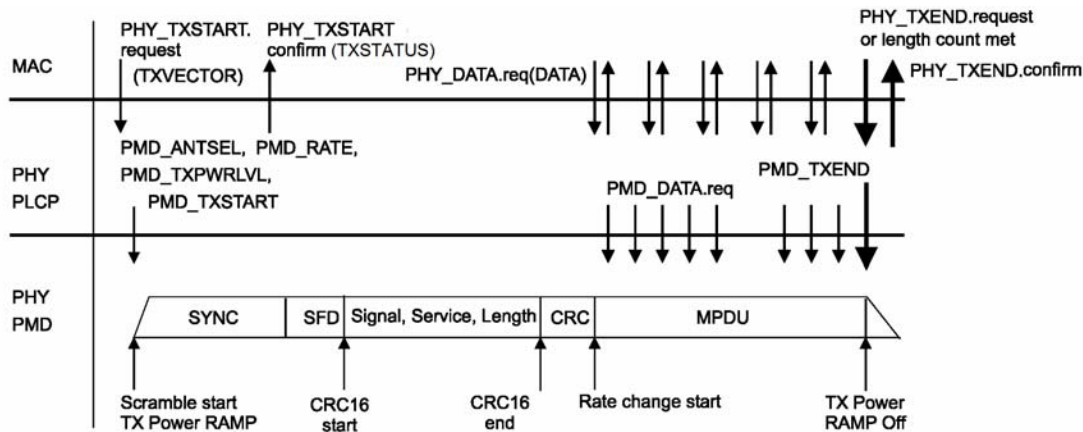 PHY_TXSTART.
request
(TXVECTOR)
PHY_TXSTART
confirm (TXSTATUS)
PHY_TXEND.request
or length count met
MAC
PHY_DATA.req(DATA)
PHY_TXEND.confirm
PMD_ANTSEL, PMD_RATE,
PMD_TXPWRLVL,
PMD_TXSTART
PHY
PLCP
PMD_DATA.req
PMD_TXEND
PHY
PMD
SYNC
SFD
Signal, Service, Length
CRC
MPDU
Scramble start
TX Power RAMP
CRC16
start
CRC16
end
Rate change start
TX Power
RAMP Off